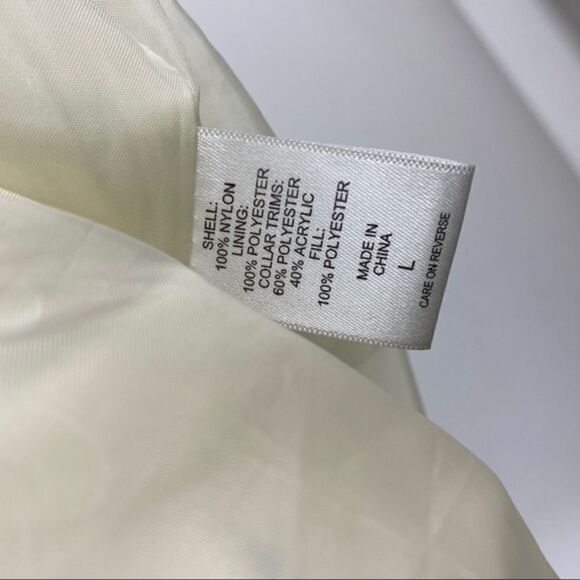 SHELL:
100% NYLON
LINING:
100% POLYESTER
COLLAR TRIMS:
60% POLYESTER
40% ACRYLIC
FILL:
100% POLYESTER
MADE IN
CHINA
L
CARE ON REVERSE